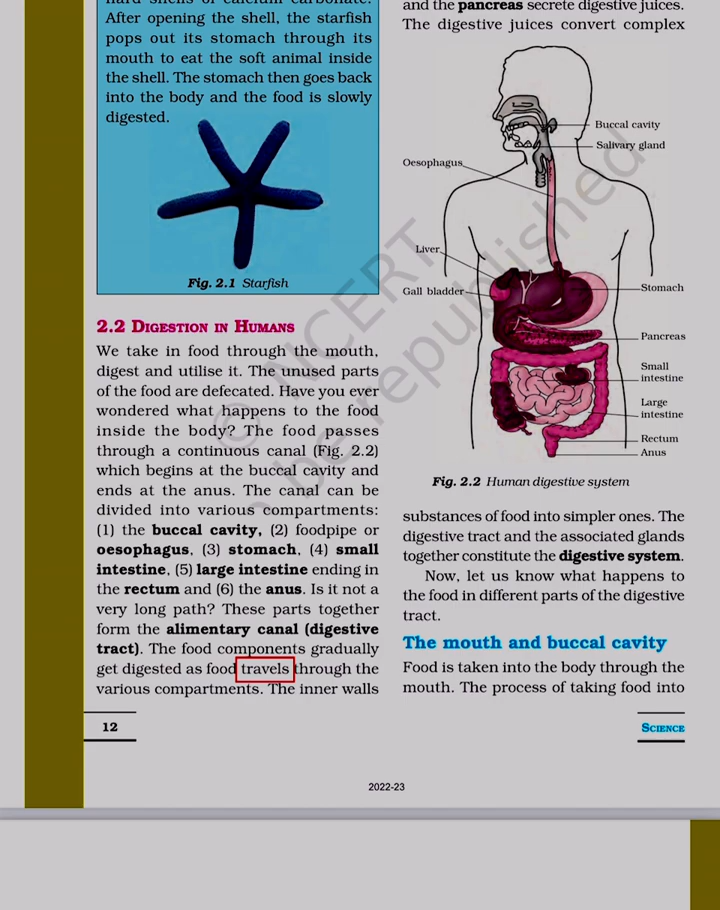 After opening the shell, the starfish
pops out its stomach through its
mouth to eat the soft animal inside
the shell. The stomach then goes back
into the body and the food is slowly
digested.
Fig. 2.1 Starfish
2.2 DIGESTION IN HUMANS
We take in food through the mouth,
digest and utilise it. The unused parts
of the food are defecated. Have you ever
wondered what happens to the food
inside the body? The food passes
through a continuous canal (Fig. 2.2)
which begins at the buccal cavity and
ends at the anus. The canal can be
divided into various compartments:
(1) the buccal cavity, (2) foodpipe or
oesophagus, (3) stomach, (4) small
intestine, (5) large intestine ending in
the rectum and (6) the anus. Is it not a
very long path? These parts together
form the alimentary canal (digestive
tract). The food components gradually
get digested as food travels through the
various compartments. The inner walls
and the pancreas secrete digestive juices.
The digestive juices convert complex
Buccal cavity
Salivary gland
Oesophagus
Liver
Gall bladder
Stomach
Pancreas
Small
intestine
Large
intestine
Rectum
Anus
Fig. 2.2 Human digestive system
substances of food into simpler ones. The
digestive tract and the associated glands
together constitute the digestive system.
Now, let us know what happens to
the food in different parts of the digestive
tract.
The mouth and buccal cavity
Food is taken into the body through the
mouth. The process of taking food into
12
SCIENCE
2022-23
© NCERT
be republished